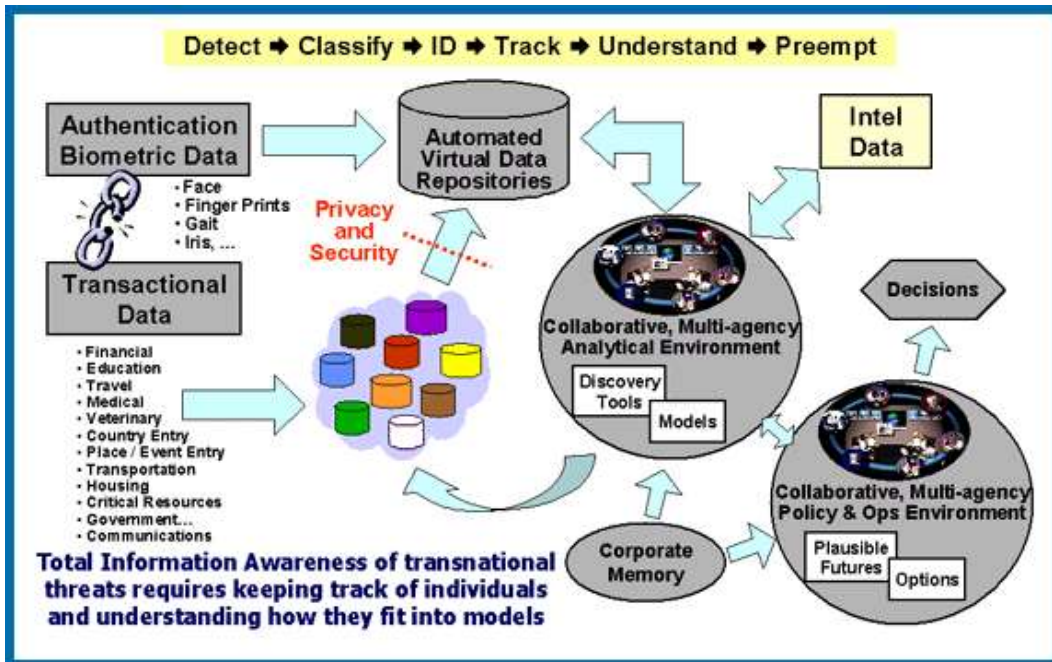 Detect → Classify → ID → Track → Understand → Preempt
Authentication
Biometric Data
• Face
• Finger Prints
• Gait
• Iris, ...
Transactional
Data
• Financial
• Education
• Travel
• Medical
• Veterinary
• Country Entry
• Place / Event Entry
• Transportation
• Housing
• Critical Resources
• Government...
• Communications
Automated
Virtual Data
Repositories
Privacy
and
Security
Intel
Data
Collaborative, Multi-agency
Analytical Environment
Discovery
Tools
Models
Decisions
Collaborative, Multi-agency
Policy & Ops Environment
Plausible
Futures
Options
Corporate
Memory
Total Information Awareness of transnational
threats requires keeping track of individuals
and understanding how they fit into models